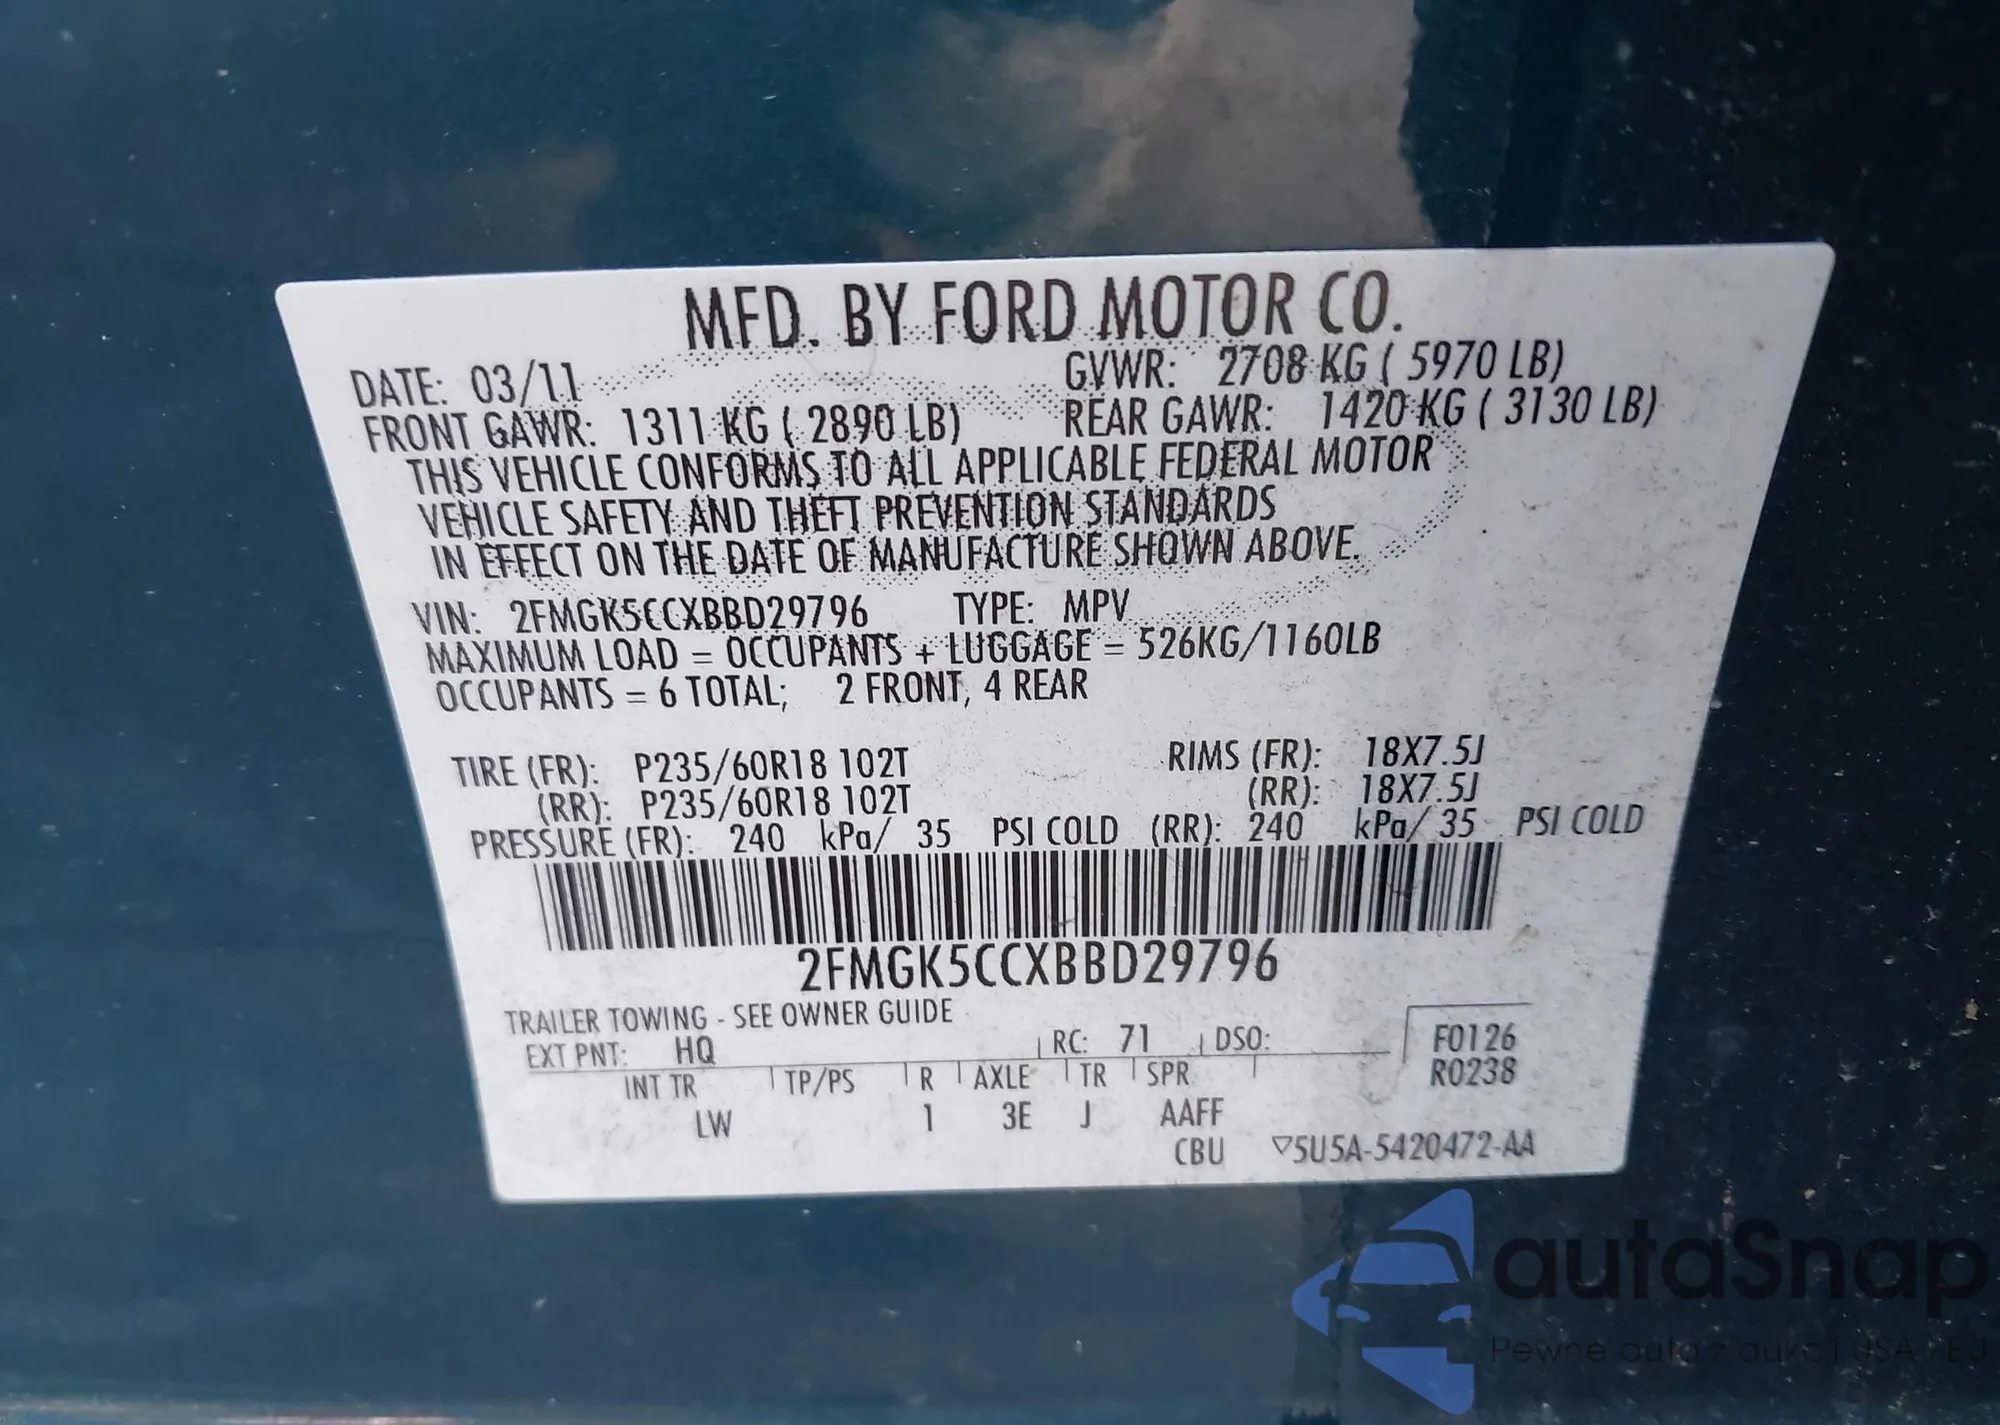 MFD. BY FORD MOTOR CO.
DATE: 03/11 GVWR: 2708 KG ( 5970 LB)
FRONT GAWR: 1311 KG ( 2890 LB) REAR GAWR: 1420 KG ( 3130 LB)
THIS VEHICLE CONFORMS TO ALL APPLICABLE FEDERAL MOTOR
VEHICLE SAFETY AND THEFT PREVENTION STANDARDS
IN EFFECT ON THE DATE OF MANUFACTURE SHOWN ABOVE.
VIN: 2FMGK5CCXBBD29796 TYPE: MPV
MAXIMUM LOAD = OCCUPANTS + LUGGAGE = 526KG/1160LB
OCCUPANTS = 6 TOTAL; 2 FRONT, 4 REAR
TIRE (FR): P235/60R18 102T RIMS (FR): 18X7.5J
(RR): P235/60R18 102T (RR): 18X7.5J
PRESSURE (FR): 240 kPa/ 35 PSI COLD (RR): 240 kPa/ 35 PSI COLD
2FMGK5CCXBBD29796
TRAILER TOWING - SEE OWNER GUIDE
EXT PNT: HQ RC: 71 DSO: F0126
INT TR TP/PS R AXLE TR SPR R0238
LW 1 3E J AAFF
CBU ▽5U5A-5420472-AA
autaSnap
Pewne auta z aukcji USA i EU